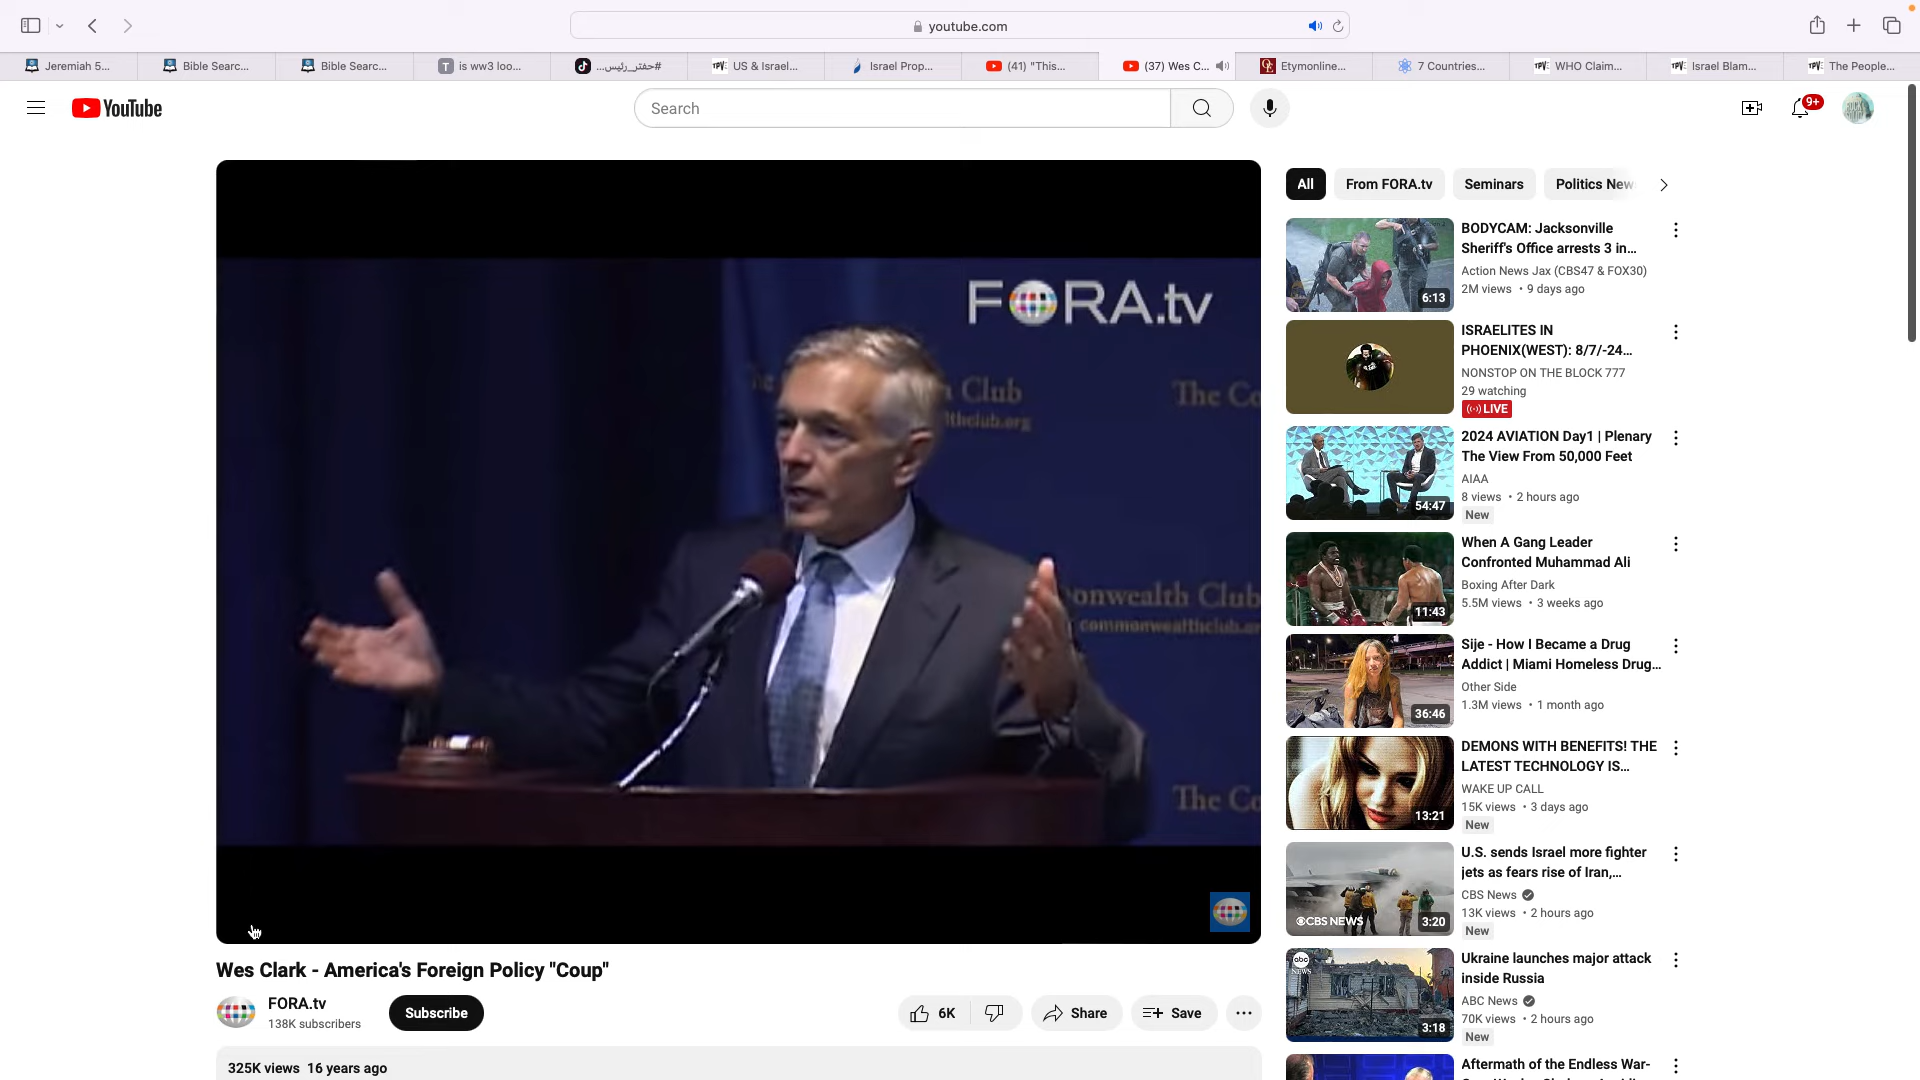 youtube.com
Jeremiah 5...
Bible Searc...
Bible Searc...
T
is ww3 loo...
#حفتر_رئيس...
TPV
US & Israel...
Israel Prop...
(41) "This...
(37) Wes C...
Etymonline...
7 Countries...
TPV
WHO Claim...
TPV
Israel Blam...
TPV
The People...
YouTube
Search
9+
FORA.tv
Club
The Co
onwealth Club
commonwealthclub.or
The Co
Wes Clark - America's Foreign Policy "Coup"
FORA.tv
138K subscribers
Subscribe
6K
Share
Save
325K views 16 years ago
All
From FORA.tv
Seminars
Politics New
6:13
BODYCAM: Jacksonville
Sheriff's Office arrests 3 in...
Action News Jax (CBS47 & FOX30)
2M views • 9 days ago
ISRAELITES IN
PHOENIX(WEST): 8/7/-24...
NONSTOP ON THE BLOCK 777
29 watching
LIVE
54:47
2024 AVIATION Day1 | Plenary
The View From 50,000 Feet
AIAA
8 views • 2 hours ago
New
11:43
When A Gang Leader
Confronted Muhammad Ali
Boxing After Dark
5.5M views • 3 weeks ago
36:46
Sije - How I Became a Drug
Addict | Miami Homeless Drug...
Other Side
1.3M views • 1 month ago
13:21
DEMONS WITH BENEFITS! THE
LATEST TECHNOLOGY IS...
WAKE UP CALL
15K views • 3 days ago
New
CBS NEWS
3:20
U.S. sends Israel more fighter
jets as fears rise of Iran,...
CBS News
13K views • 2 hours ago
New
abc
NEWS
3:18
Ukraine launches major attack
inside Russia
ABC News
70K views • 2 hours ago
New
Aftermath of the Endless War-